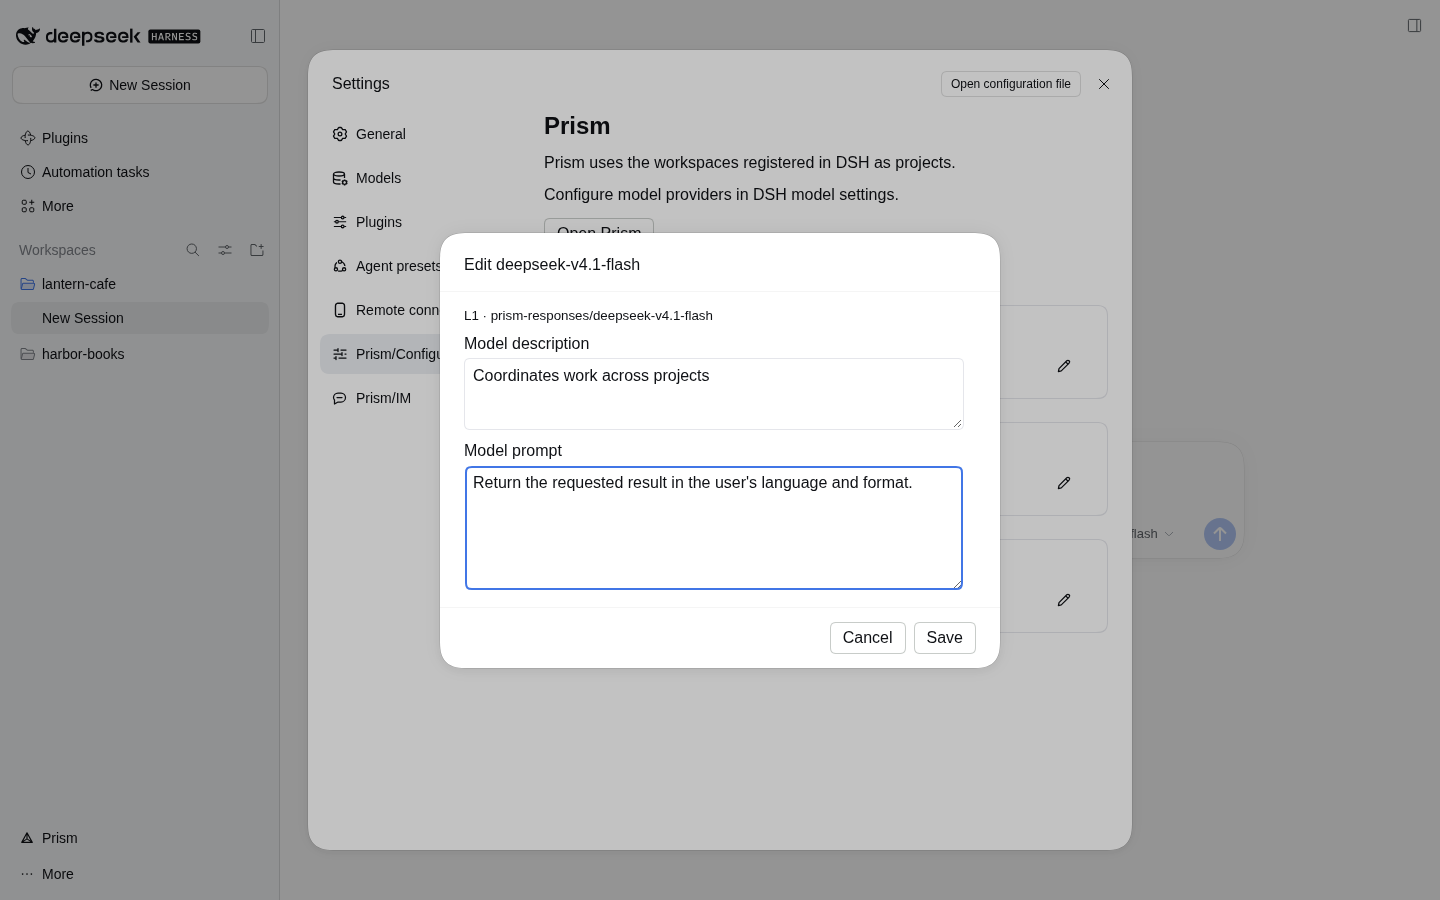 deepseek HARNESS
New Session
Plugins
Automation tasks
More
Workspaces
lantern-cafe
New Session
harbor-books
Prism
More
Settings
Open configuration file
General
Models
Plugins
Agent presets
Remote conn
Prism/Configu
Prism/IM
Prism
Prism uses the workspaces registered in DSH as projects.
Configure model providers in DSH model settings.
Open Prism
Edit deepseek-v4.1-flash
L1 · prism-responses/deepseek-v4.1-flash
Model description
Coordinates work across projects
Model prompt
Return the requested result in the user's language and format.
Cancel
Save
flash